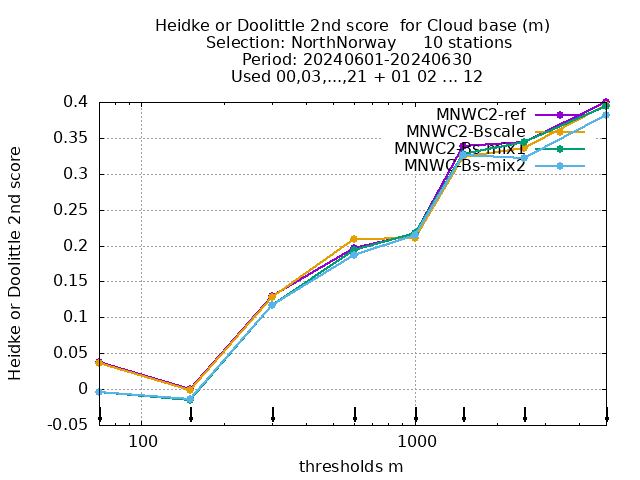 Heidke or Doolittle 2nd score  for Cloud base (m)
Selection: NorthNorway     10 stations
Period: 20240601-20240630
Used 00,03,...,21 + 01 02 ... 12
Heidke or Doolittle 2nd score
0.4
0.35
0.3
0.25
0.2
0.15
0.1
0.05
0
-0.05
MNWC2-ref
MNWC2-Bscale
MNWC2-Bs-mix1
MNWC-Bs-mix2
100
1000
thresholds m